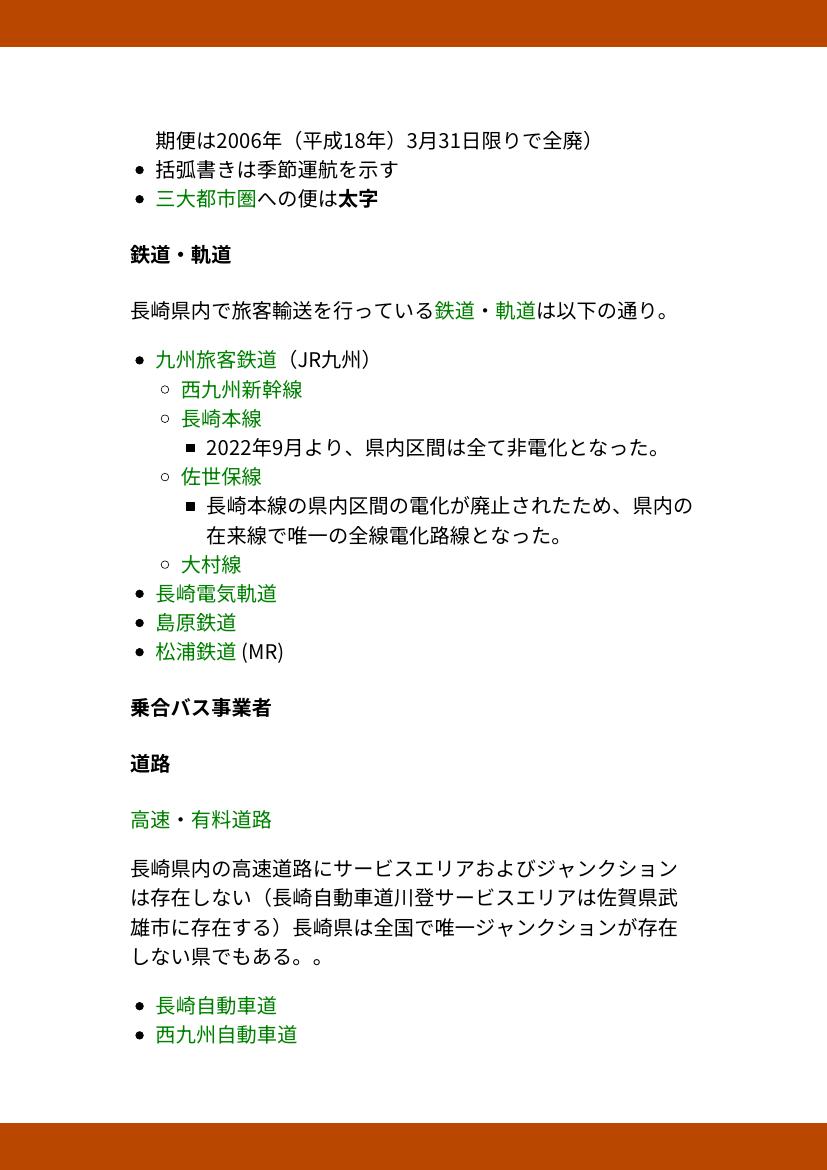 期便は2006年（平成18年）3月31日限りで全廃）
括弧書きは季節運航を示す
三大都市圏への便は太字
鉄道・軌道
長崎県内で旅客輸送を行っている鉄道・軌道は以下の通り。
九州旅客鉄道（JR九州）
西九州新幹線
長崎本線
2022年9月より、県内区間は全て非電化となった。
佐世保線
長崎本線の県内区間の電化が廃止されたため、県内の
在来線で唯一の全線電化路線となった。
大村線
長崎電気軌道
島原鉄道
松浦鉄道 (MR)
乗合バス事業者
道路
高速・有料道路
長崎県内の高速道路にサービスエリアおよびジャンクション
は存在しない（長崎自動車道川登サービスエリアは佐賀県武
雄市に存在する）長崎県は全国で唯一ジャンクションが存在
しない県でもある。。
長崎自動車道
西九州自動車道